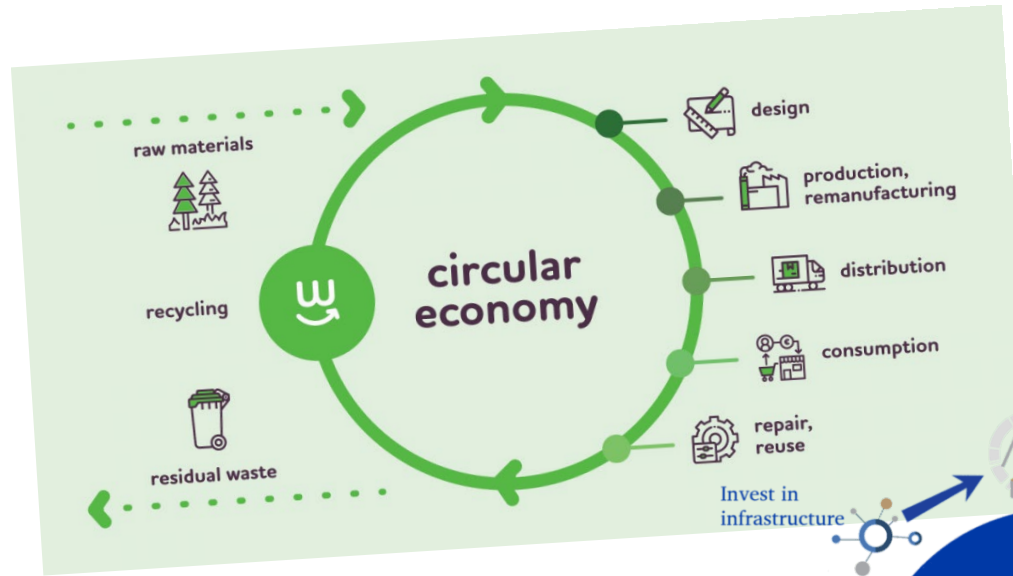 raw materials
design
production,
remanufacturing
circular
economy
distribution
recycling
consumption
repair,
reuse
residual waste
Invest in
infrastructure